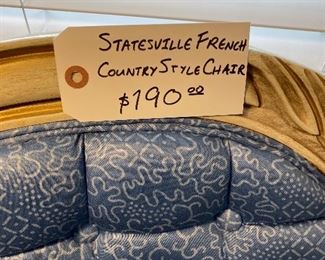 STATESVILLE FRENCH
COUNTRY STYLE CHAIR
$190.00